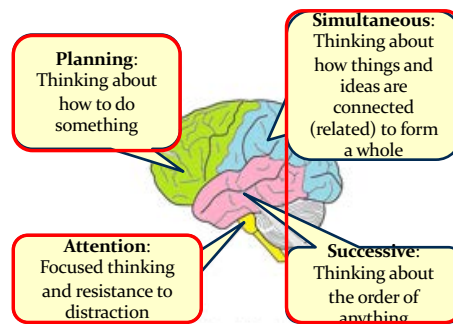 Planning:
Thinking about
how to do
something
Simultaneous:
Thinking about
how things and
ideas are
connected
(related) to form
a whole
Attention:
Focused thinking
and resistance to
distraction
Successive:
Thinking about
the order of
anything